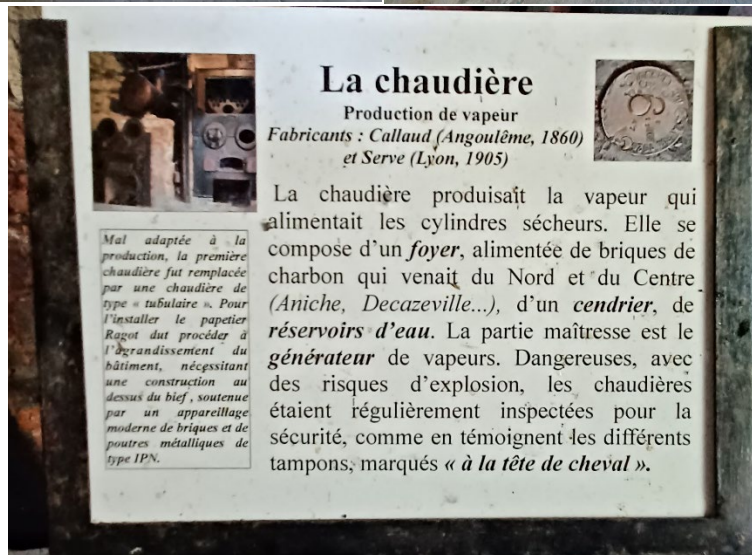 La chaudière
Production de vapeur
Fabricants : Callaud (Angoulême, 1860)
et Serve (Lyon, 1905)
La chaudière produisait la vapeur qui
alimentait les cylindres sécheurs. Elle se
compose d'un foyer, alimentée de briques de
charbon qui venait du Nord et du Centre
(Aniche, Decazeville...), d'un cendrier, de
réservoirs d'eau. La partie maîtresse est le
générateur de vapeurs. Dangereuses, avec
des risques d'explosion, les chaudières
étaient régulièrement inspectées pour la
sécurité, comme en témoignent les différents
tampons, marqués « à la tête de cheval ».
Mal adaptée à la
production, la première
chaudière fut remplacée
par une chaudière de
type « tubulaire ». Pour
l'installer le papetier
Ragot dut procéder à
l'agrandissement du
bâtiment, nécessitant
une construction au
dessus du bief, soutenue
par un appareillage
moderne de briques et de
poutres métalliques de
type IPN.